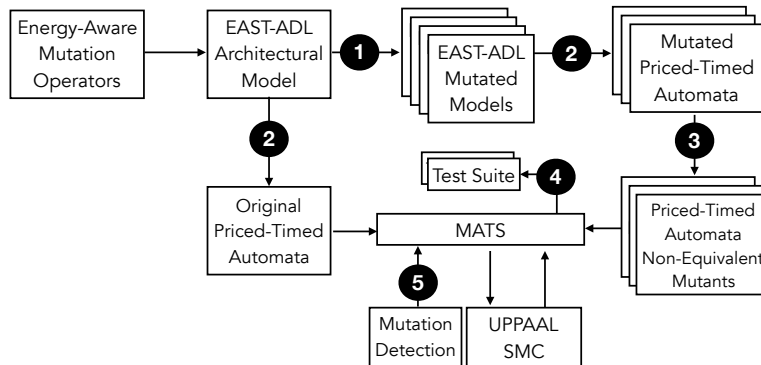 Energy-Aware
Mutation
Operators
EAST-ADL
Architectural
Model
1
EAST-ADL
Mutated
Models
2
Mutated
Priced-Timed
Automata
2
3
Test Suite
4
Original
Priced-Timed
Automata
MATS
Priced-Timed
Automata
Non-Equivalent
Mutants
5
Mutation
Detection
UPPAAL
SMC